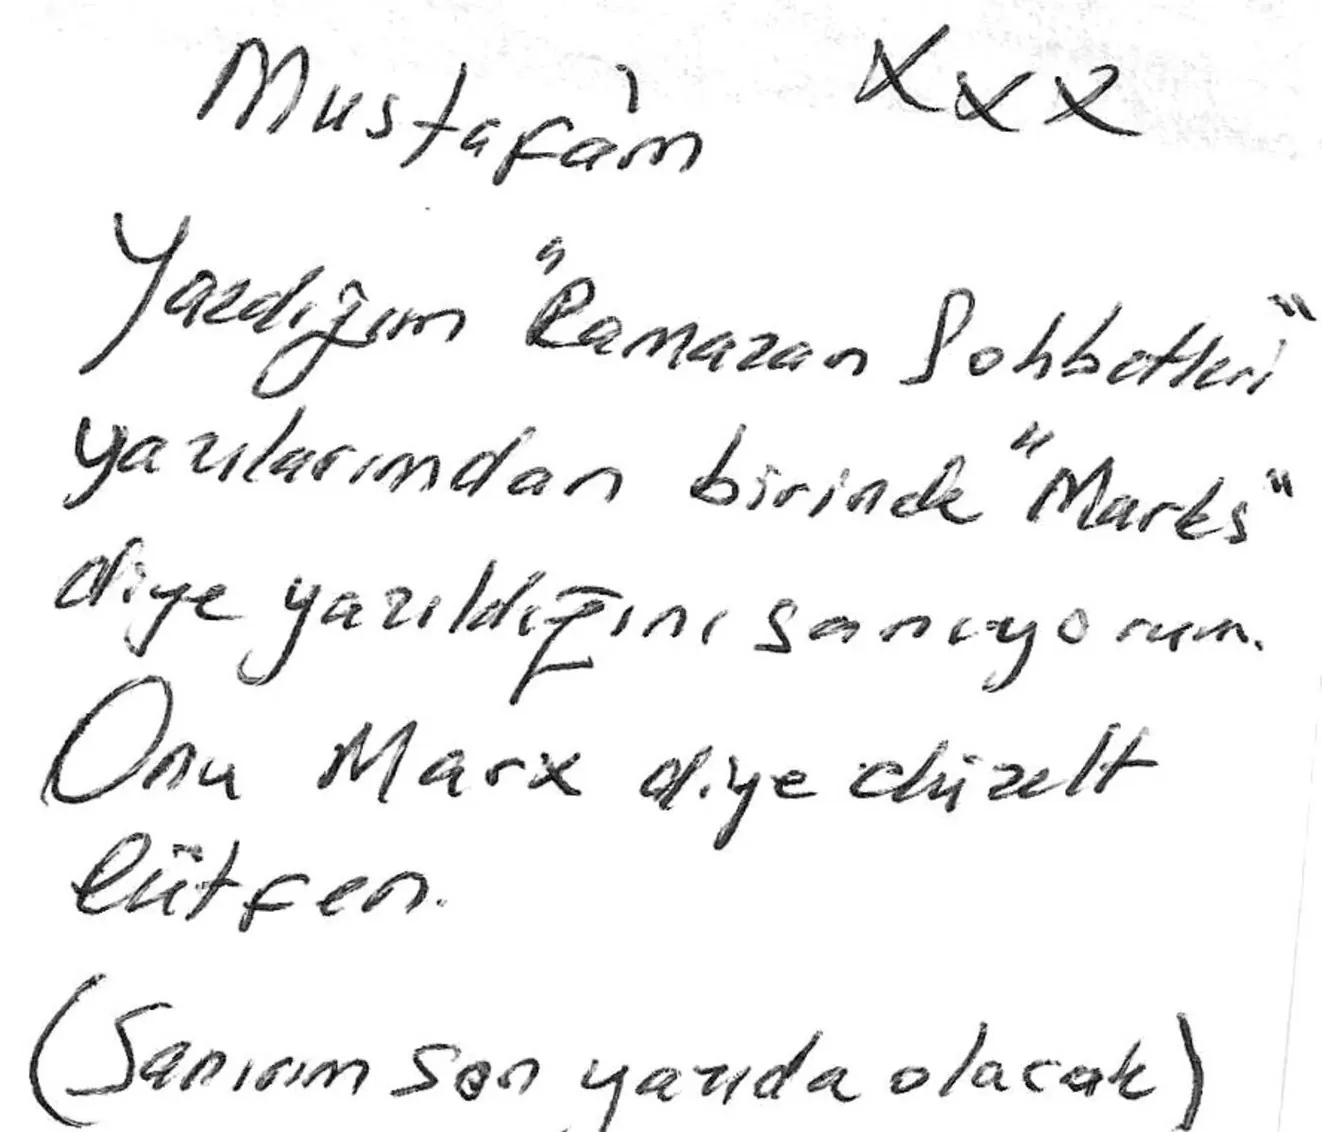 Mustafa'm xxx
Yazdığım "Ramazan Sohbetleri"
yazılarımdan birinde "Marks"
diye yazıldığını sanıyorum.
Onu Marx diye düzelt
lütfen.
(Sanırım son yazıda olacak)